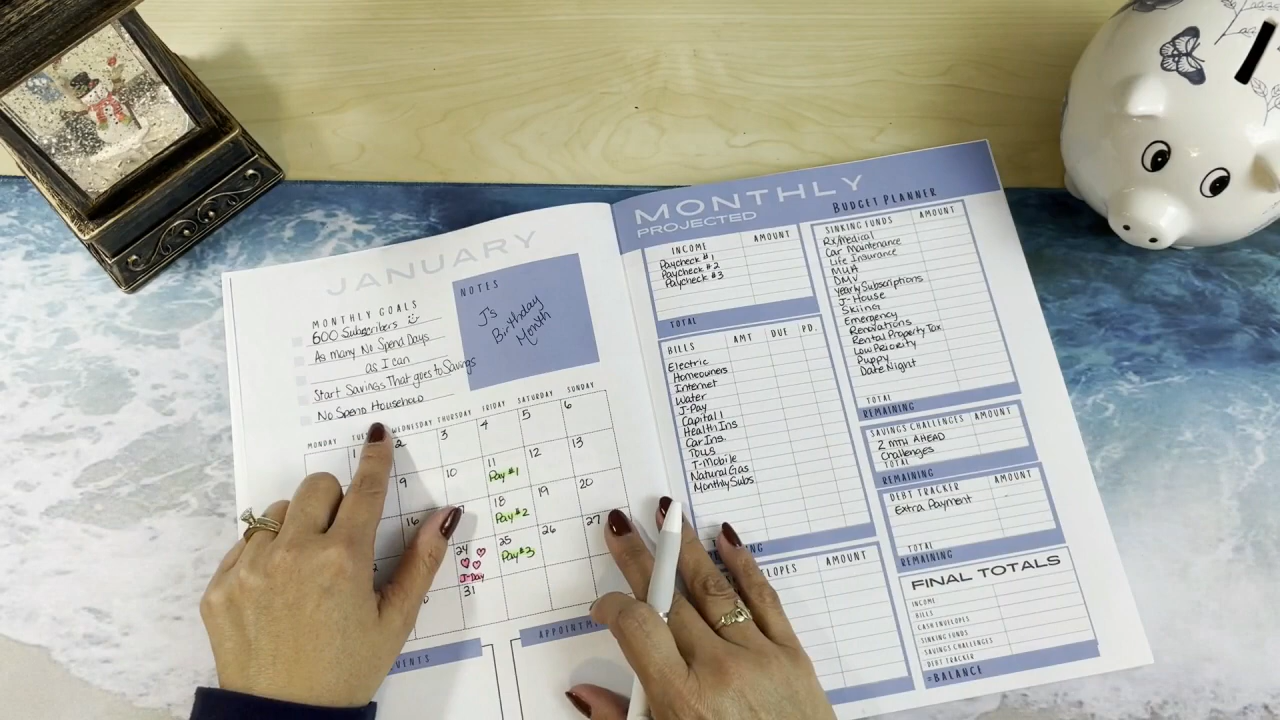 JANUARY
MONTHLY GOALS
600 Subscribers
As Many No Spend Days
as I can
Start Savings That goes to Savings
No Spend Household
NOTES
J's
Birthday
Month
MONDAY WEDNESDAY THURSDAY FRIDAY SATURDAY SUNDAY
1 2 3 4 5 6
9 10 11 12 13
Pay #1
16 18 19 20
Pay #2
24 25 26 27
J-Day Pay #3
31
EVENTS
MONTHLY
PROJECTED
BUDGET PLANNER
INCOME AMOUNT
Paycheck #1
Paycheck #2
Paycheck #3
TOTAL
BILLS AMT DUE PD.
Electric
Homeowners
Internet
Water
J-Pay
Capital 1
Health Ins
Car Ins.
Tolls
T-Mobile
Natural Gas
Monthly Subs
AMOUNT
SINKING FUNDS AMOUNT
Rx/Medical
Car Maintenance
Life Insurance
MUA
DMV
Yearly Subscriptions
J-House
Skiing
Emergency
Renovations
Rental Property Tax
Low Priority
Puppy
Date Night
TOTAL
REMAINING
SAVINGS CHALLENGES AMOUNT
2 MTH AHEAD
Challenges
TOTAL
REMAINING
DEBT TRACKER AMOUNT
Extra Payment
TOTAL
REMAINING
FINAL TOTALS
INCOME
BILLS
CASH ENVELOPES
SINKING FUNDS
SAVINGS CHALLENGES
DEBT TRACKER
=BALANCE